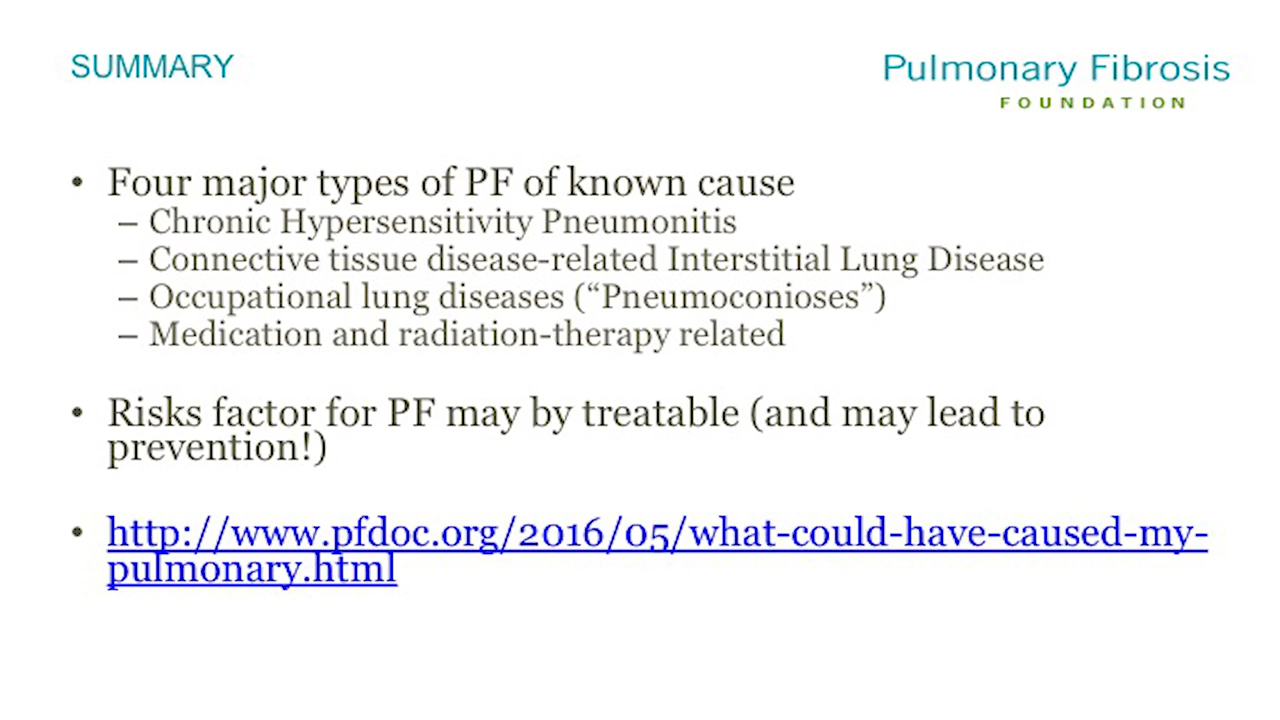 SUMMARY
Pulmonary Fibrosis
FOUNDATION
• Four major types of PF of known cause
– Chronic Hypersensitivity Pneumonitis
– Connective tissue disease-related Interstitial Lung Disease
– Occupational lung diseases (“Pneumoconioses”)
– Medication and radiation-therapy related
• Risks factor for PF may by treatable (and may lead to
prevention!)
• http://www.pfdoc.org/2016/05/what-could-have-caused-my-
pulmonary.html